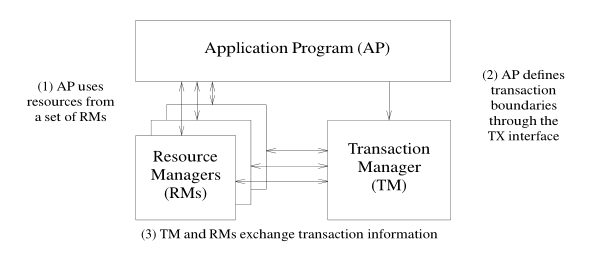 Application Program (AP)
(1) AP uses
resources from
a set of RMs
(2) AP defines
transaction
boundaries
through the
TX interface
Resource
Managers
(RMs)
Transaction
Manager
(TM)
(3) TM and RMs exchange transaction information